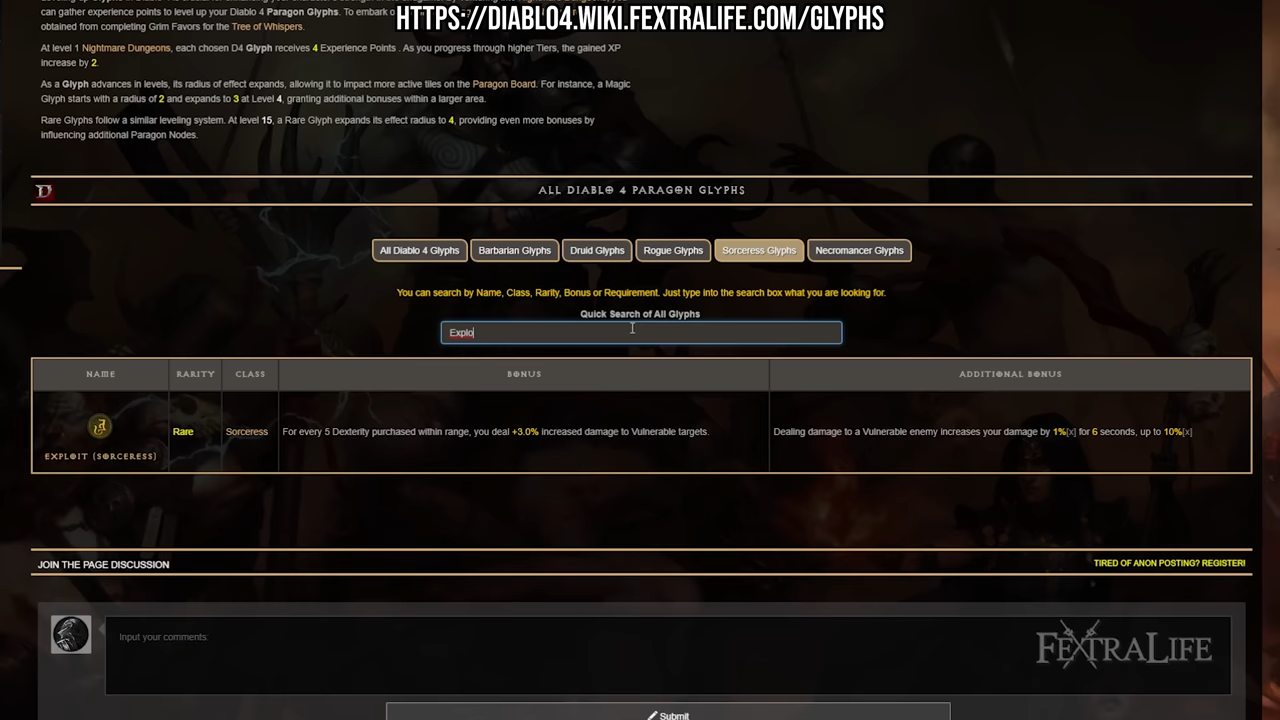 HTTPS://DIABLO4.WIKI.FEXTRALIFE.COM/GLYPHS
can gather experience points to level up your Diablo 4 Paragon Glyphs. To embark
obtained from completing Grim Favors for the Tree of Whispers.
At level 1 Nightmare Dungeons, each chosen D4 Glyph receives 4 Experience Points . As you progress through higher Tiers, the gained XP
increase by 2.
As a Glyph advances in levels, its radius of effect expands, allowing it to impact more active tiles on the Paragon Board. For instance, a Magic
Glyph starts with a radius of 2 and expands to 3 at Level 4, granting additional bonuses within a larger area.
Rare Glyphs follow a similar leveling system. At level 15, a Rare Glyph expands its effect radius to 4, providing even more bonuses by
influencing additional Paragon Nodes.
ALL DIABLO 4 PARAGON GLYPHS
All Diablo 4 Glyphs Barbarian Glyphs Druid Glyphs Rogue Glyphs Sorceress Glyphs Necromancer Glyphs
You can search by Name, Class, Rarity, Bonus or Requirement. Just type into the search box what you are looking for.
Quick Search of All Glyphs
Explo
NAME RARITY CLASS BONUS ADDITIONAL BONUS
Rare Sorceress For every 5 Dexterity purchased within range, you deal +3.0% increased damage to Vulnerable targets. Dealing damage to a Vulnerable enemy increases your damage by 1%[x] for 6 seconds, up to 10%[x]
EXPLOIT (SORCERESS)
JOIN THE PAGE DISCUSSION TIRED OF ANON POSTING? REGISTER!
Input your comments:
FEXTRALIFE
Submit